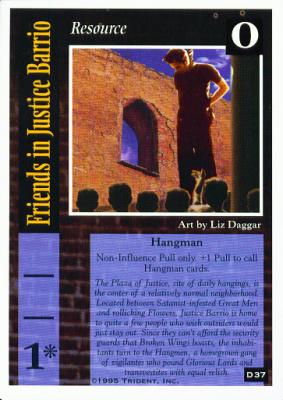 Friends in Justice Barrio
Resource
0
Art by Liz Daggar
Hangman
Non-Influence Pull only. +1 Pull to call
Hangman cards.
The Plaza of Justice, cite of daily hangings, is
the center of a relatively normal neighborhood.
Located between Satanist-infested Great Men
and rollicking Flowers, Justice Barrio is home
to quite a few people who wish outsiders would
just stay out. Since they can't afford the security
guards that Broken Wings boasts, the inhabi-
tants turn to the Hangmen, a homegrown gang
of vigilantes who pound Glorious Lords and
transvestites with equal relish.
1*
D37
©1995 TRIDENT, INC.